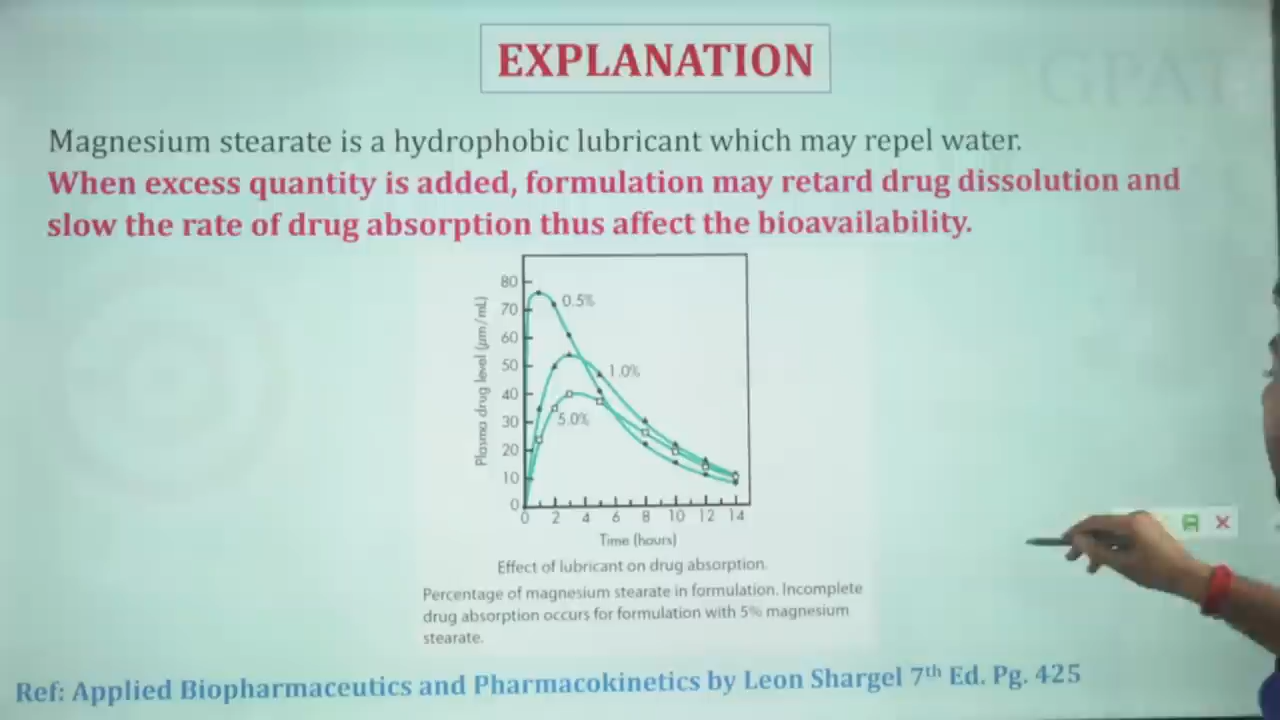 EXPLANATION
GPAT
Magnesium stearate is a hydrophobic lubricant which may repel water.
When excess quantity is added, formulation may retard drug dissolution and
slow the rate of drug absorption thus affect the bioavailability.
80
70
60
50
40
30
20
10
0
Plasma drug level (μm/mL)
0.5%
1.0%
5.0%
0 2 4 6 8 10 12 14
Time (hours)
Effect of lubricant on drug absorption.
Percentage of magnesium stearate in formulation. Incomplete
drug absorption occurs for formulation with 5% magnesium
stearate.
Ref: Applied Biopharmaceutics and Pharmacokinetics by Leon Shargel 7th Ed. Pg. 425